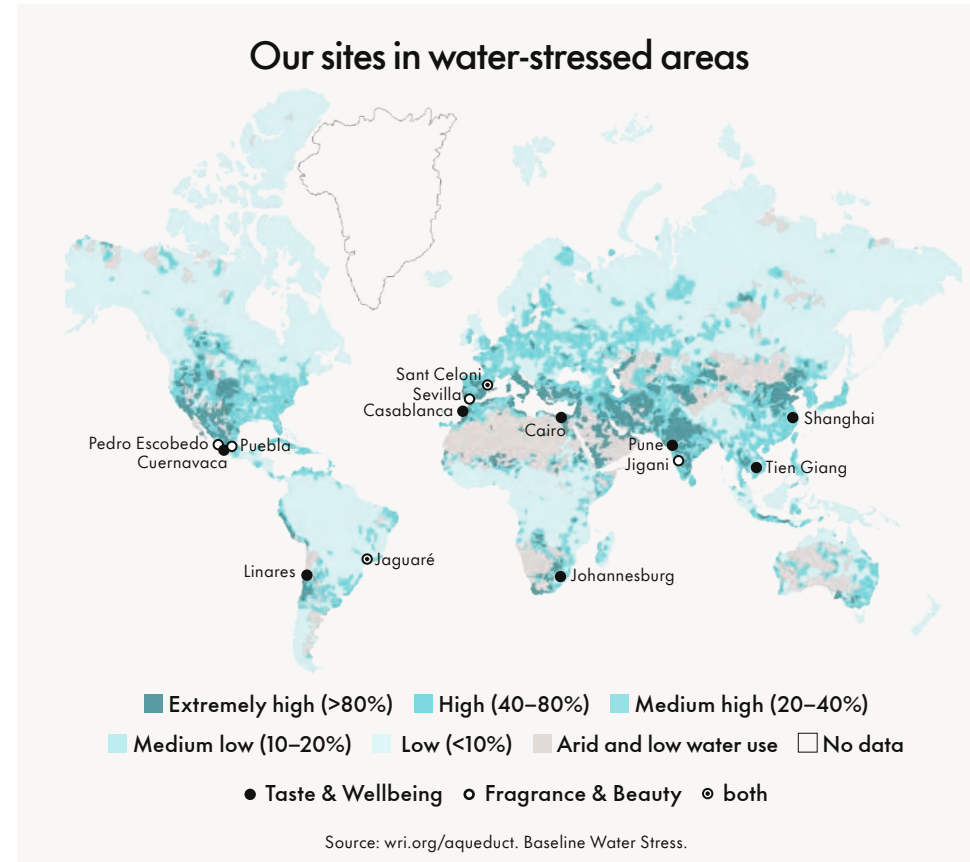 Our sites in water-stressed areas
Sant Celoni
Sevilla
Casablanca
Cairo
Shanghai
Pedro Escobedo
Puebla
Cuernavaca
Pune
Jigani
Tien Giang
Linares
Jaguaré
Johannesburg
Extremely high (>80%) High (40–80%) Medium high (20–40%)
Medium low (10–20%) Low (<10%) Arid and low water use No data
Taste & Wellbeing Fragrance & Beauty both
Source: wri.org/aqueduct. Baseline Water Stress.